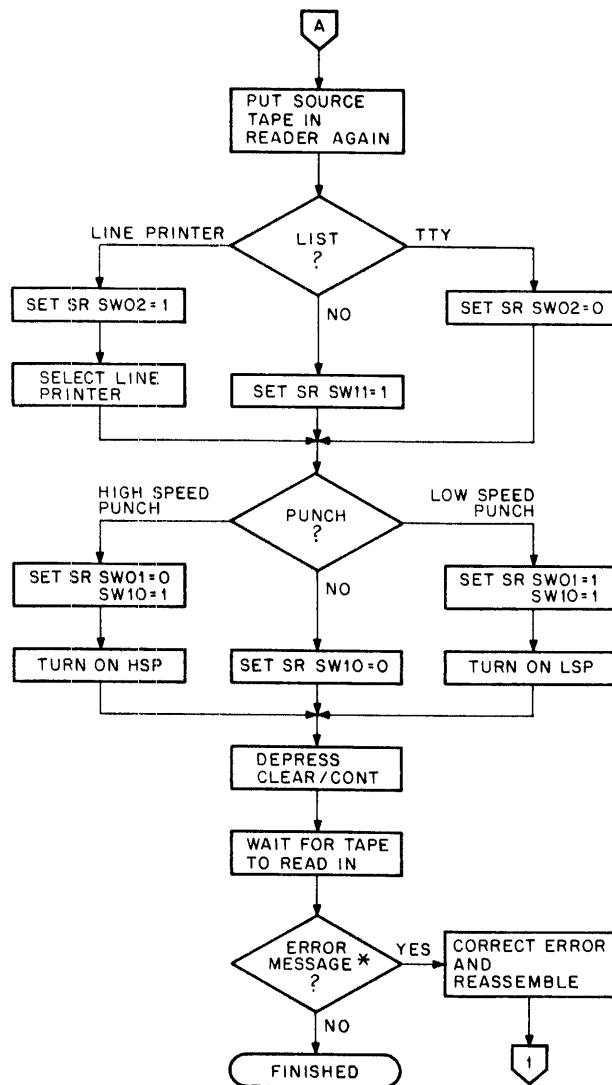 A
PUT SOURCE
TAPE IN
READER AGAIN
LINE PRINTER
LIST
?
TTY
NO
SET SR SW02=1
SET SR SW02=0
SELECT LINE
PRINTER
SET SR SW11=1
HIGH SPEED
PUNCH
PUNCH
?
LOW SPEED
PUNCH
NO
SET SR SW01=0
SW10=1
SET SR SW01=1
SW10=1
TURN ON HSP
SET SR SW10=0
TURN ON LSP
DEPRESS
CLEAR/CONT
WAIT FOR TAPE
TO READ IN
ERROR
MESSAGE*
?
YES
CORRECT ERROR
AND
REASSEMBLE
NO
FINISHED
1